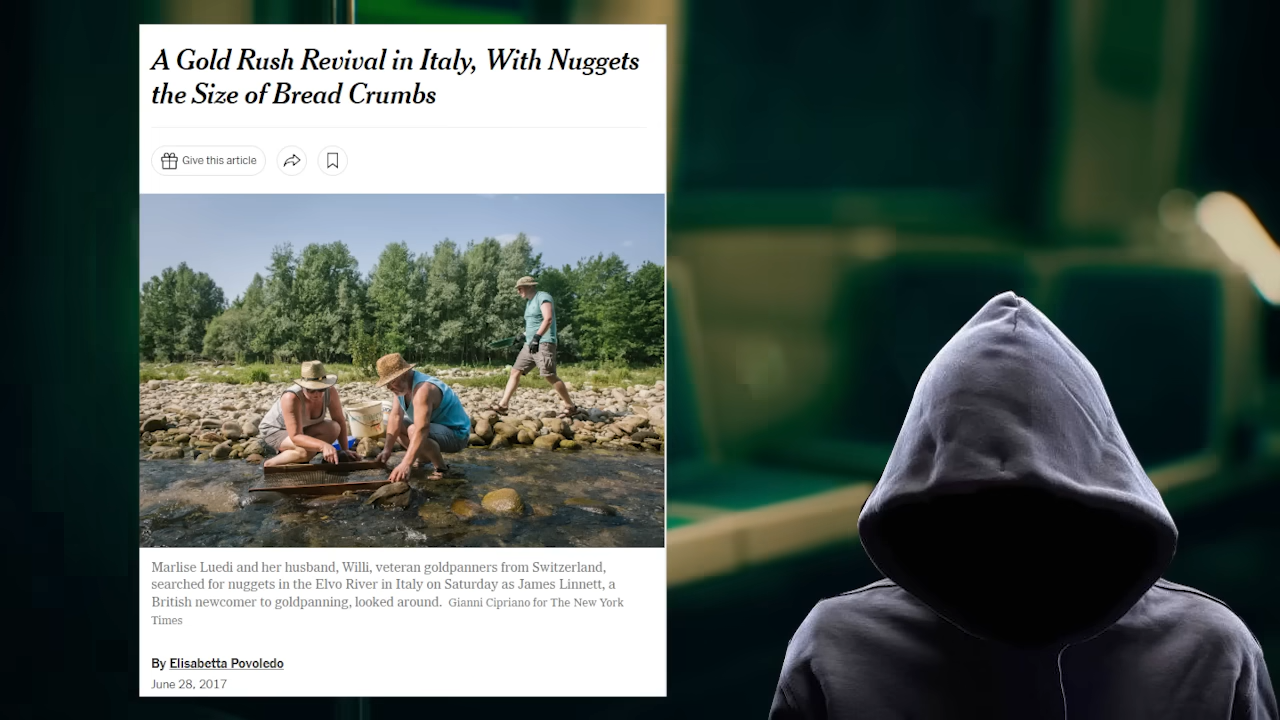 A Gold Rush Revival in Italy, With Nuggets
the Size of Bread Crumbs
Give this article
Marlise Luedi and her husband, Willi, veteran goldpanners from Switzerland,
searched for nuggets in the Elvo River in Italy on Saturday as James Linnett, a
British newcomer to goldpanning, looked around.  Gianni Cipriano for The New York
Times
By Elisabetta Povoledo
June 28, 2017